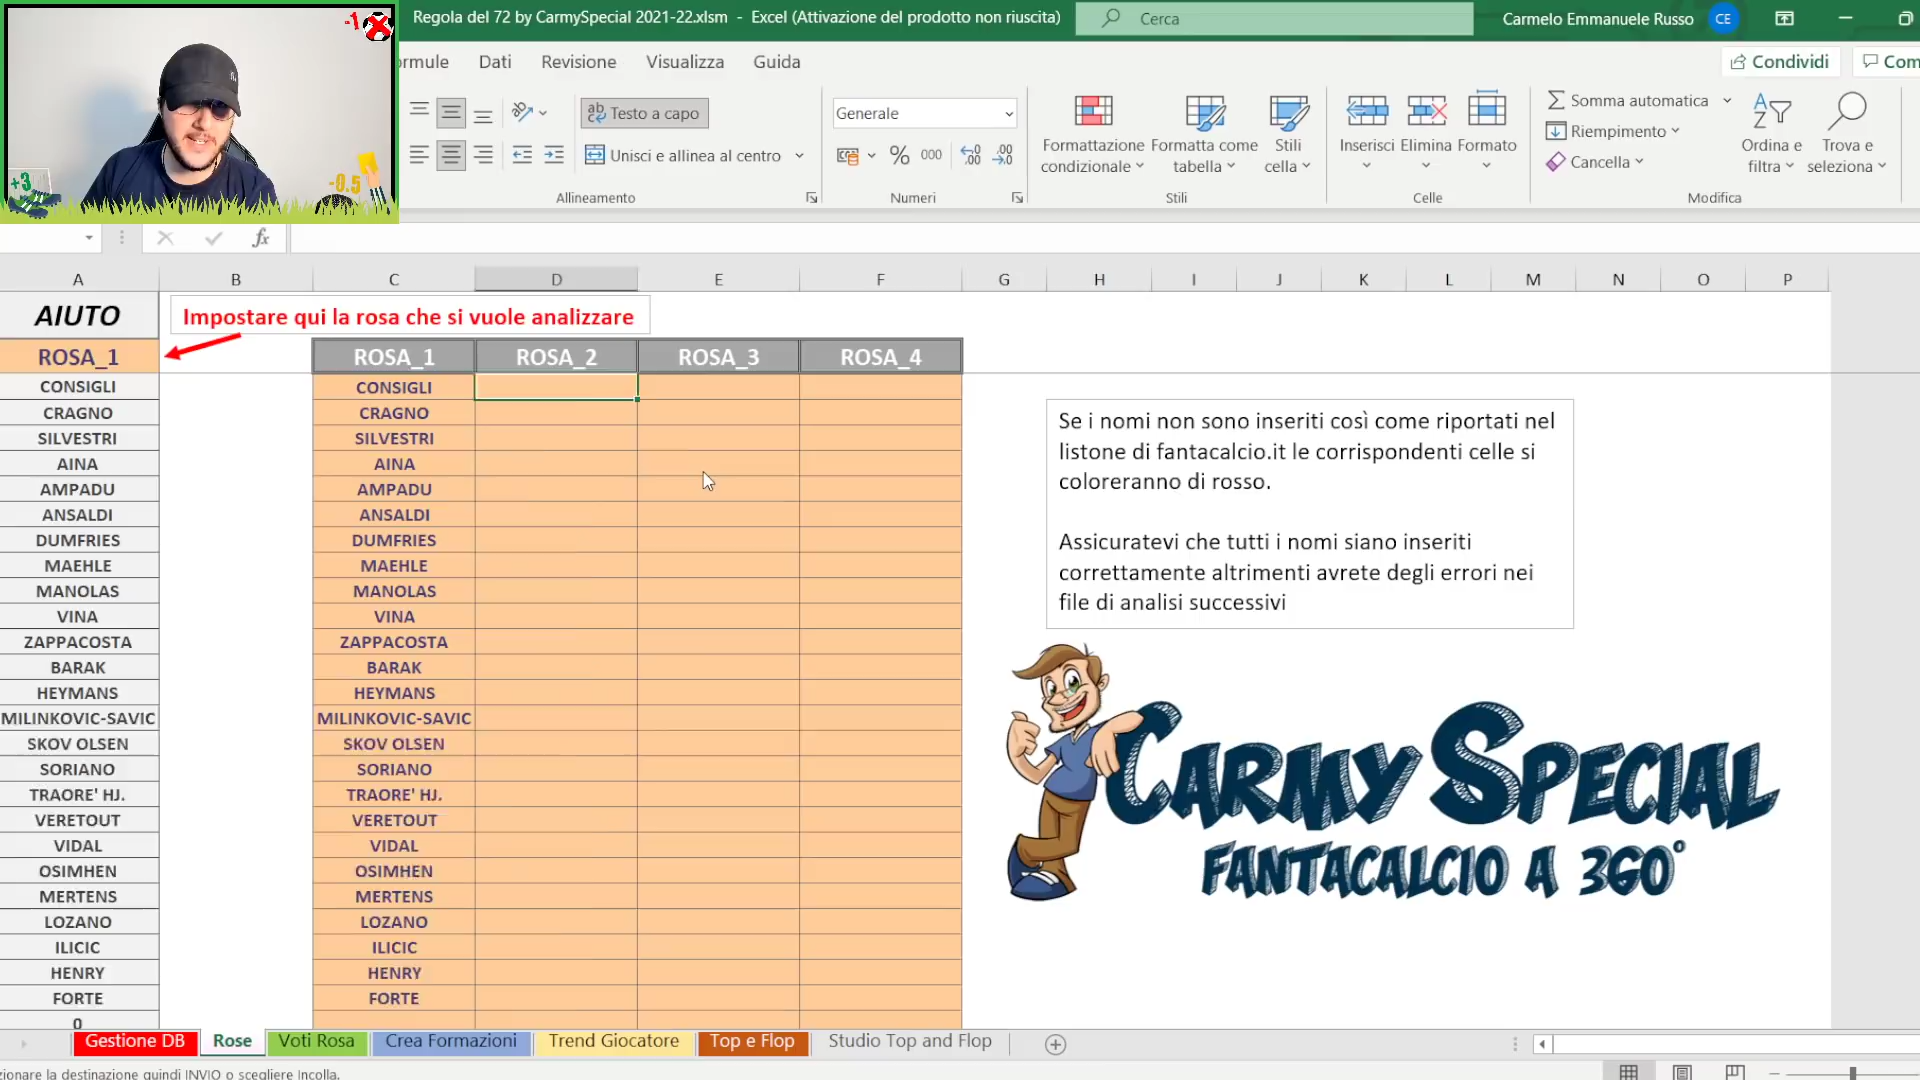 -1
+3
-0.5
Regola del 72 by CarmySpecial 2021-22.xlsm - Excel (Attivazione del prodotto non riuscita)
Cerca
Carmelo Emmanuele Russo
CE
ormule
Dati
Revisione
Visualizza
Guida
Condividi
Com
Testo a capo
Unisci e allinea al centro
Allineamento
Generale
% 000
Numeri
Formattazione condizionale
Formatta come tabella
Stili cella
Stili
Inserisci
Elimina
Formato
Celle
Somma automatica
Riempimento
Cancella
Ordina e filtra
Trova e seleziona
Modifica
fx
A B C D E F G H I J K L M N O P
AIUTO
Impostare qui la rosa che si vuole analizzare
ROSA_1 ROSA_1 ROSA_2 ROSA_3 ROSA_4
CONSIGLI CONSIGLI
CRAGNO CRAGNO
SILVESTRI SILVESTRI
AINA AINA
AMPADU AMPADU
ANSALDI ANSALDI
DUMFRIES DUMFRIES
MAEHLE MAEHLE
MANOLAS MANOLAS
VINA VINA
ZAPPACOSTA ZAPPACOSTA
BARAK BARAK
HEYMANS HEYMANS
MILINKOVIC-SAVIC MILINKOVIC-SAVIC
SKOV OLSEN SKOV OLSEN
SORIANO SORIANO
TRAORE' HJ. TRAORE' HJ.
VERETOUT VERETOUT
VIDAL VIDAL
OSIMHEN OSIMHEN
MERTENS MERTENS
LOZANO LOZANO
ILICIC ILICIC
HENRY HENRY
FORTE FORTE
0
Se i nomi non sono inseriti così come riportati nel
listone di fantacalcio.it le corrispondenti celle si
coloreranno di rosso.
Assicuratevi che tutti i nomi siano inseriti
correttamente altrimenti avrete degli errori nei
file di analisi successivi
CARMY SPECIAL
FANTACALCIO A 360°
Gestione DB
Rose
Voti Rosa
Crea Formazioni
Trend Giocatore
Top e Flop
Studio Top and Flop
zionare la destinazione quindi INVIO o scegliere Incolla.